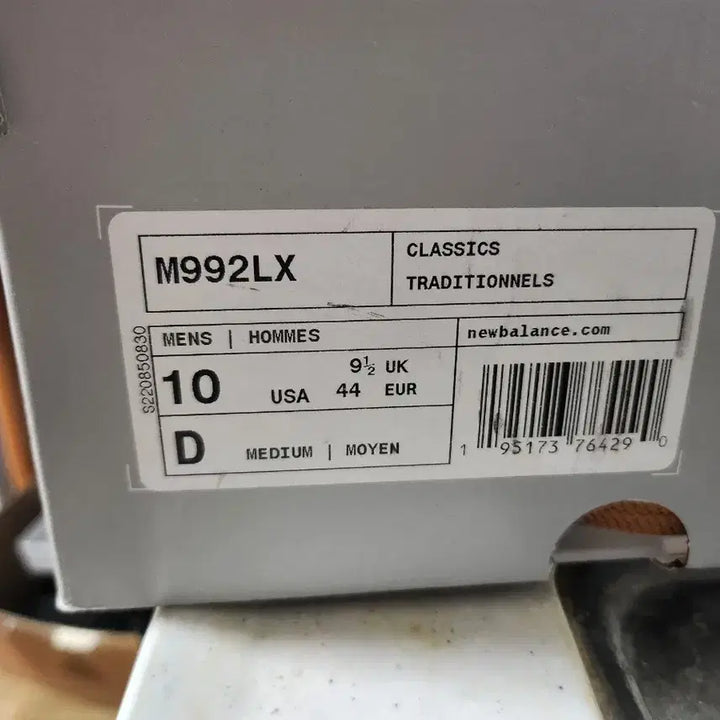 M992LX
CLASSICS
TRADITIONNELS
S220850830
MENS | HOMMES
newbalance.com
10 USA 9½ UK
44 EUR
D MEDIUM | MOYEN
1 95173 76429 0